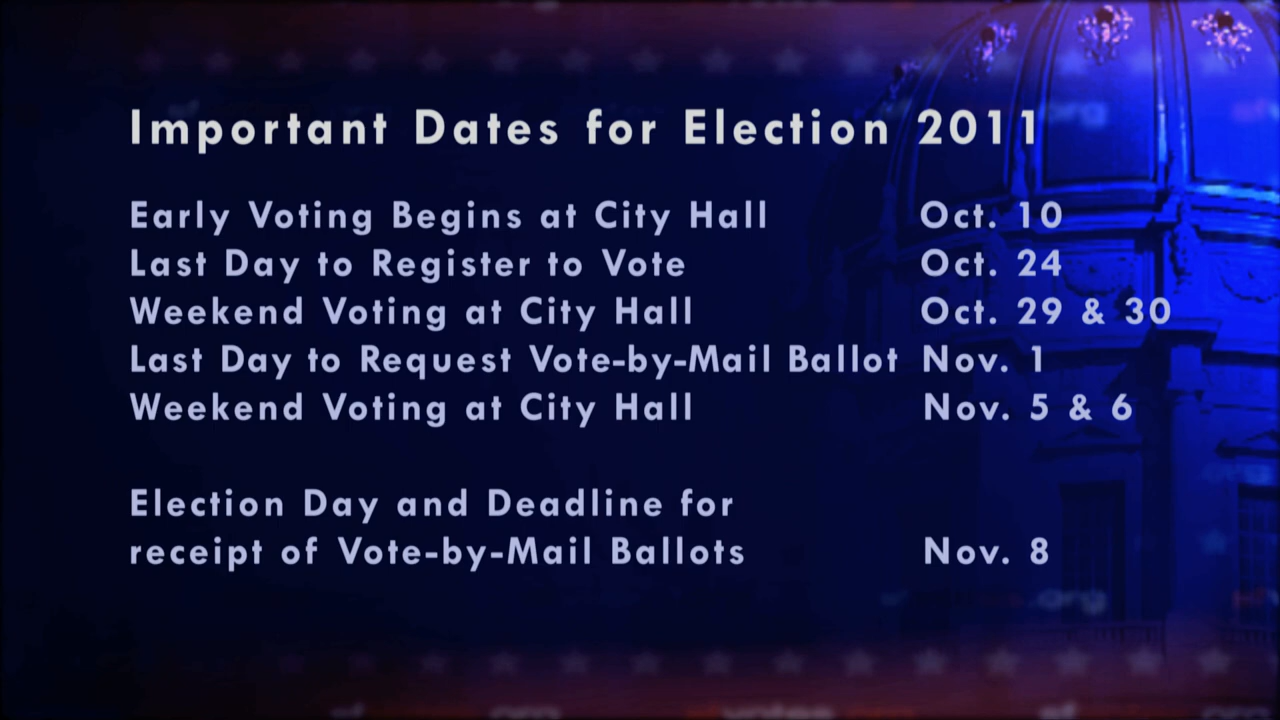 Important Dates for Election 2011
Early Voting Begins at City Hall Oct. 10
Last Day to Register to Vote Oct. 24
Weekend Voting at City Hall Oct. 29 & 30
Last Day to Request Vote-by-Mail Ballot Nov. 1
Weekend Voting at City Hall Nov. 5 & 6
Election Day and Deadline for
receipt of Vote-by-Mail Ballots Nov. 8